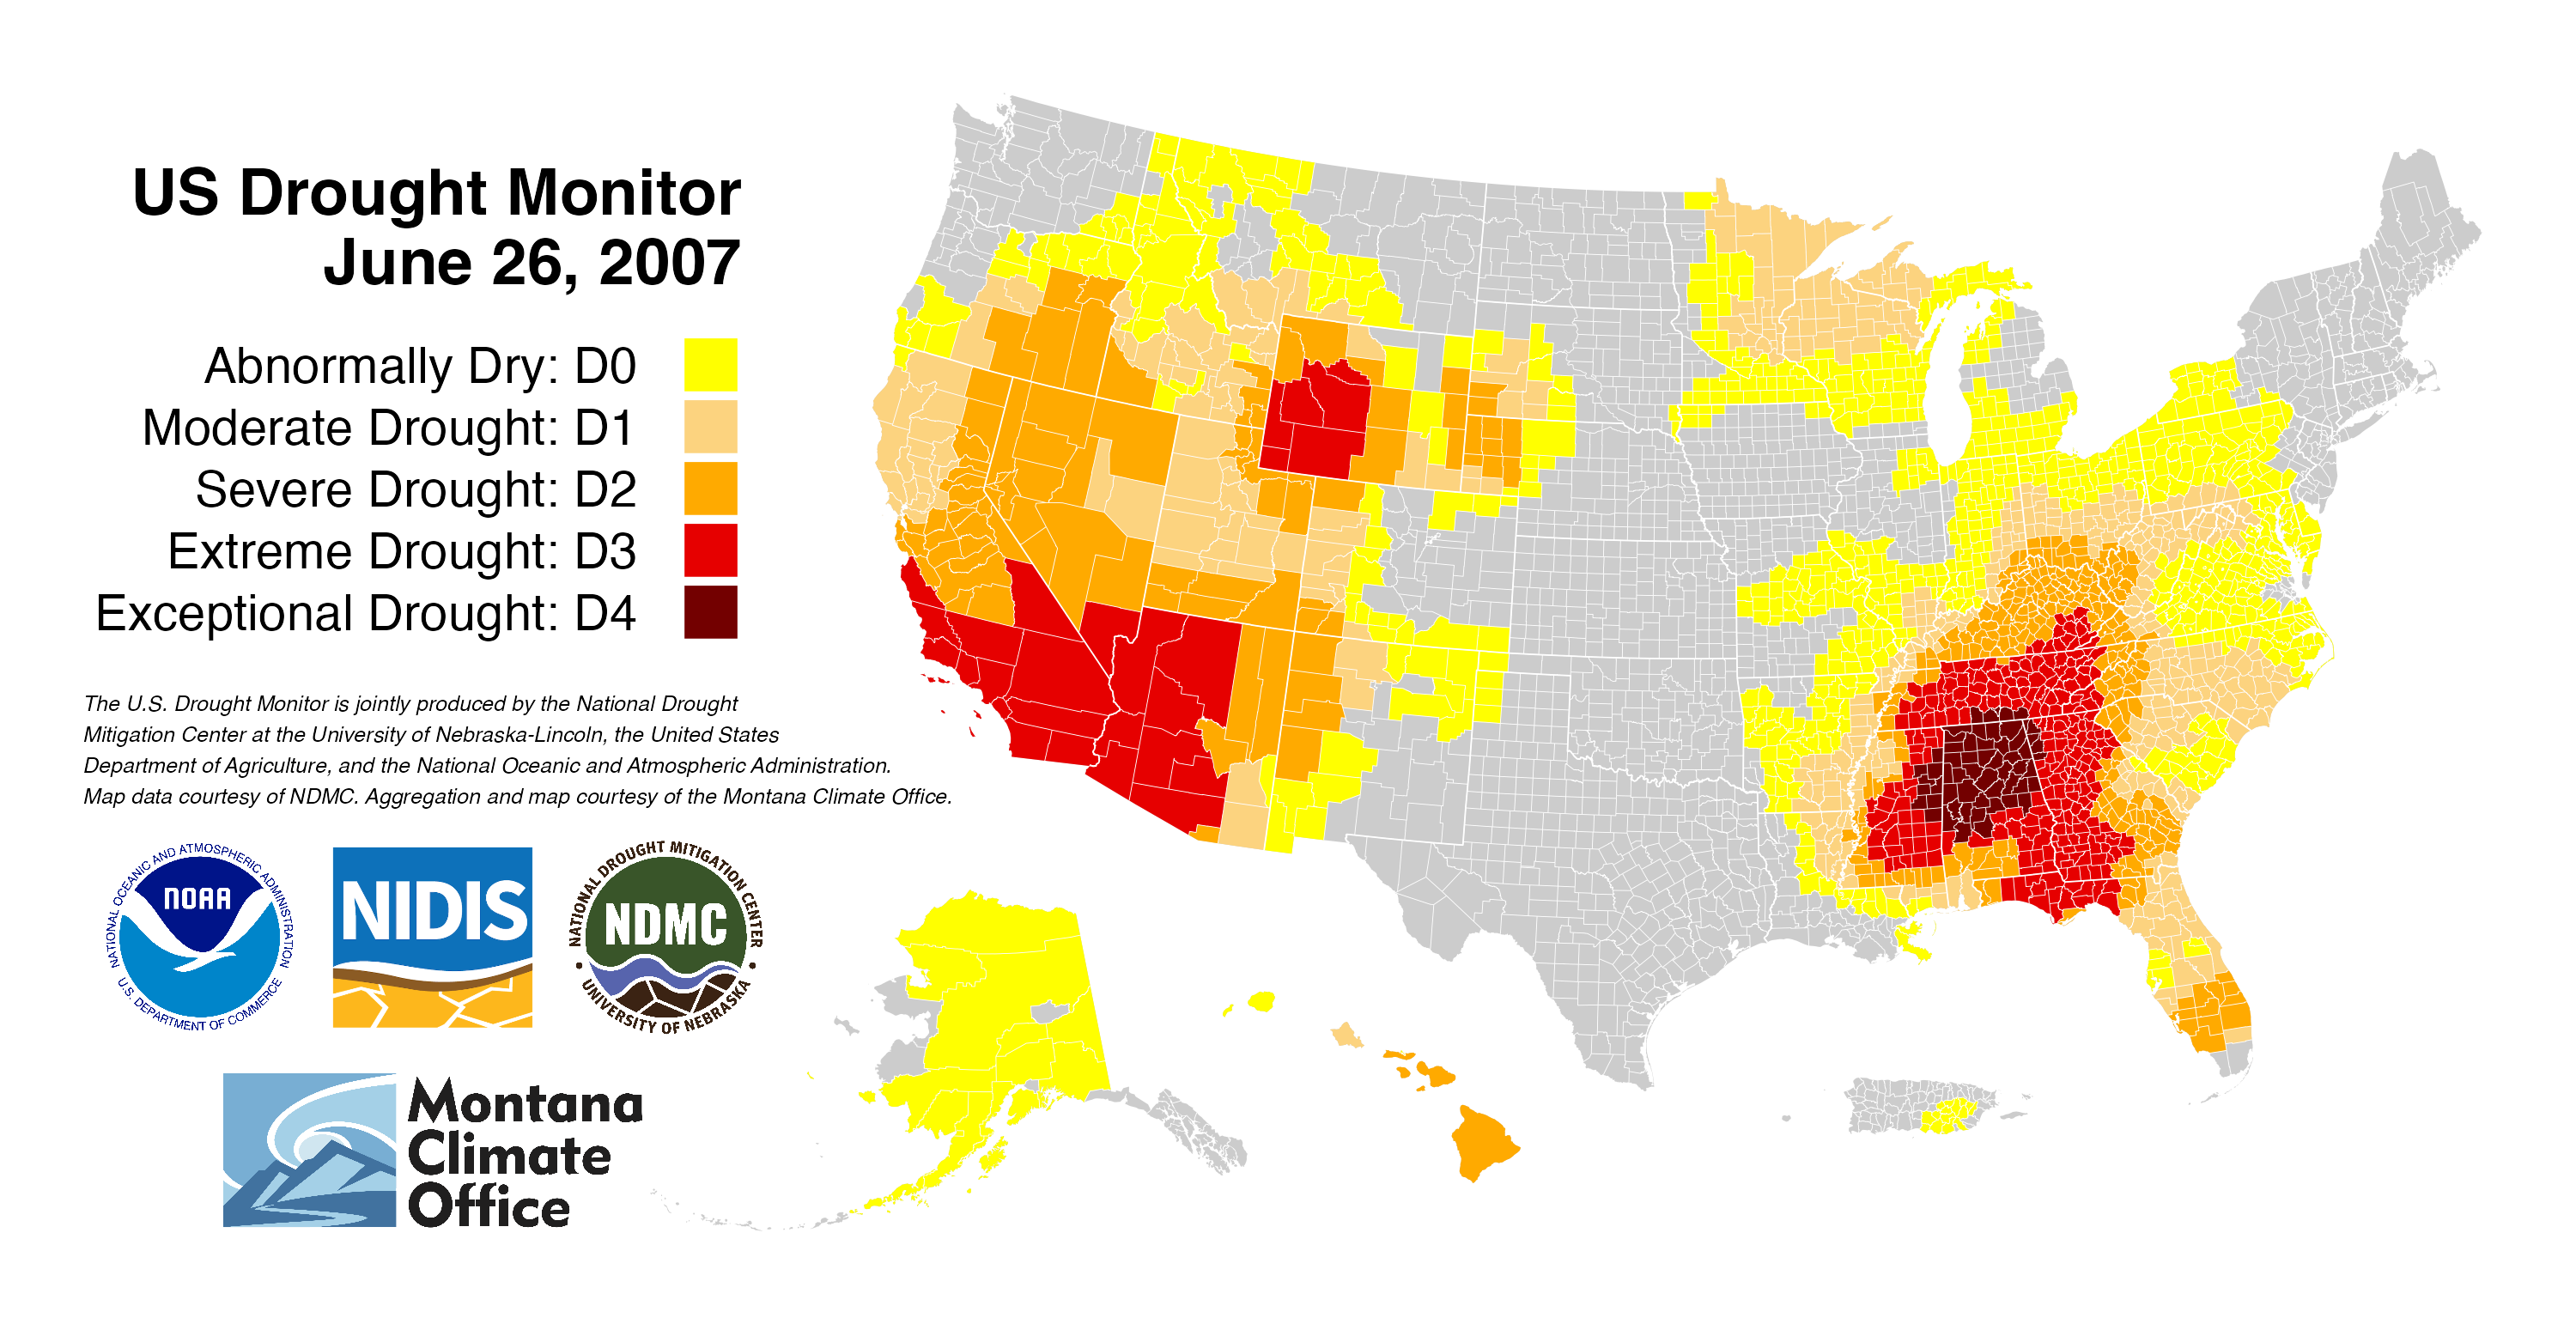 US Drought Monitor
June 26, 2007
Abnormally Dry: D0
Moderate Drought: D1
Severe Drought: D2
Extreme Drought: D3
Exceptional Drought: D4
The U.S. Drought Monitor is jointly produced by the National Drought
Mitigation Center at the University of Nebraska-Lincoln, the United States
Department of Agriculture, and the National Oceanic and Atmospheric Administration.
Map data courtesy of NDMC. Aggregation and map courtesy of the Montana Climate Office.
NATIONAL OCEANIC AND ATMOSPHERIC ADMINISTRATION
NOAA
U.S. DEPARTMENT OF COMMERCE
NIDIS
NATIONAL DROUGHT MITIGATION CENTER
NDMC
UNIVERSITY OF NEBRASKA
Montana
Climate
Office